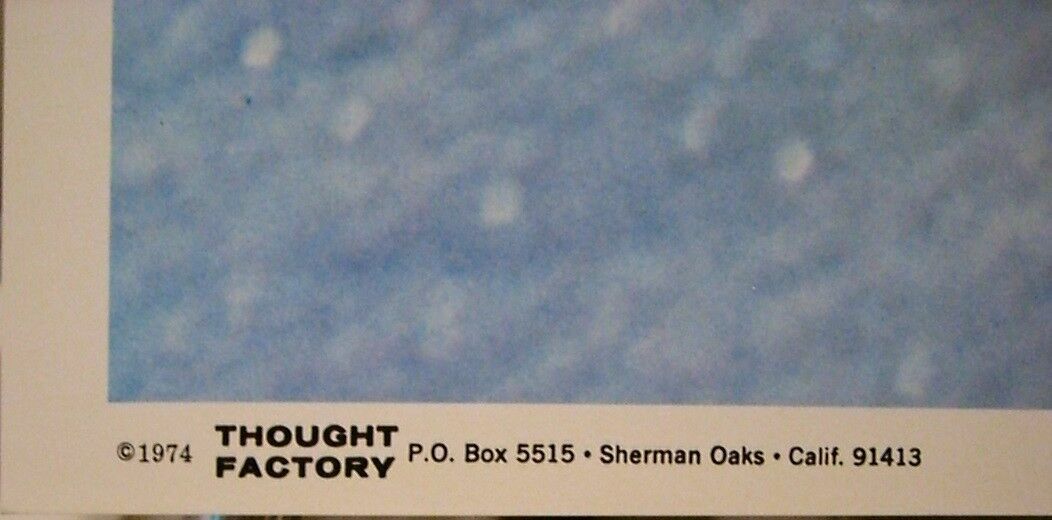 ©1974 THOUGHT FACTORY P.O. Box 5515 • Sherman Oaks • Calif. 91413